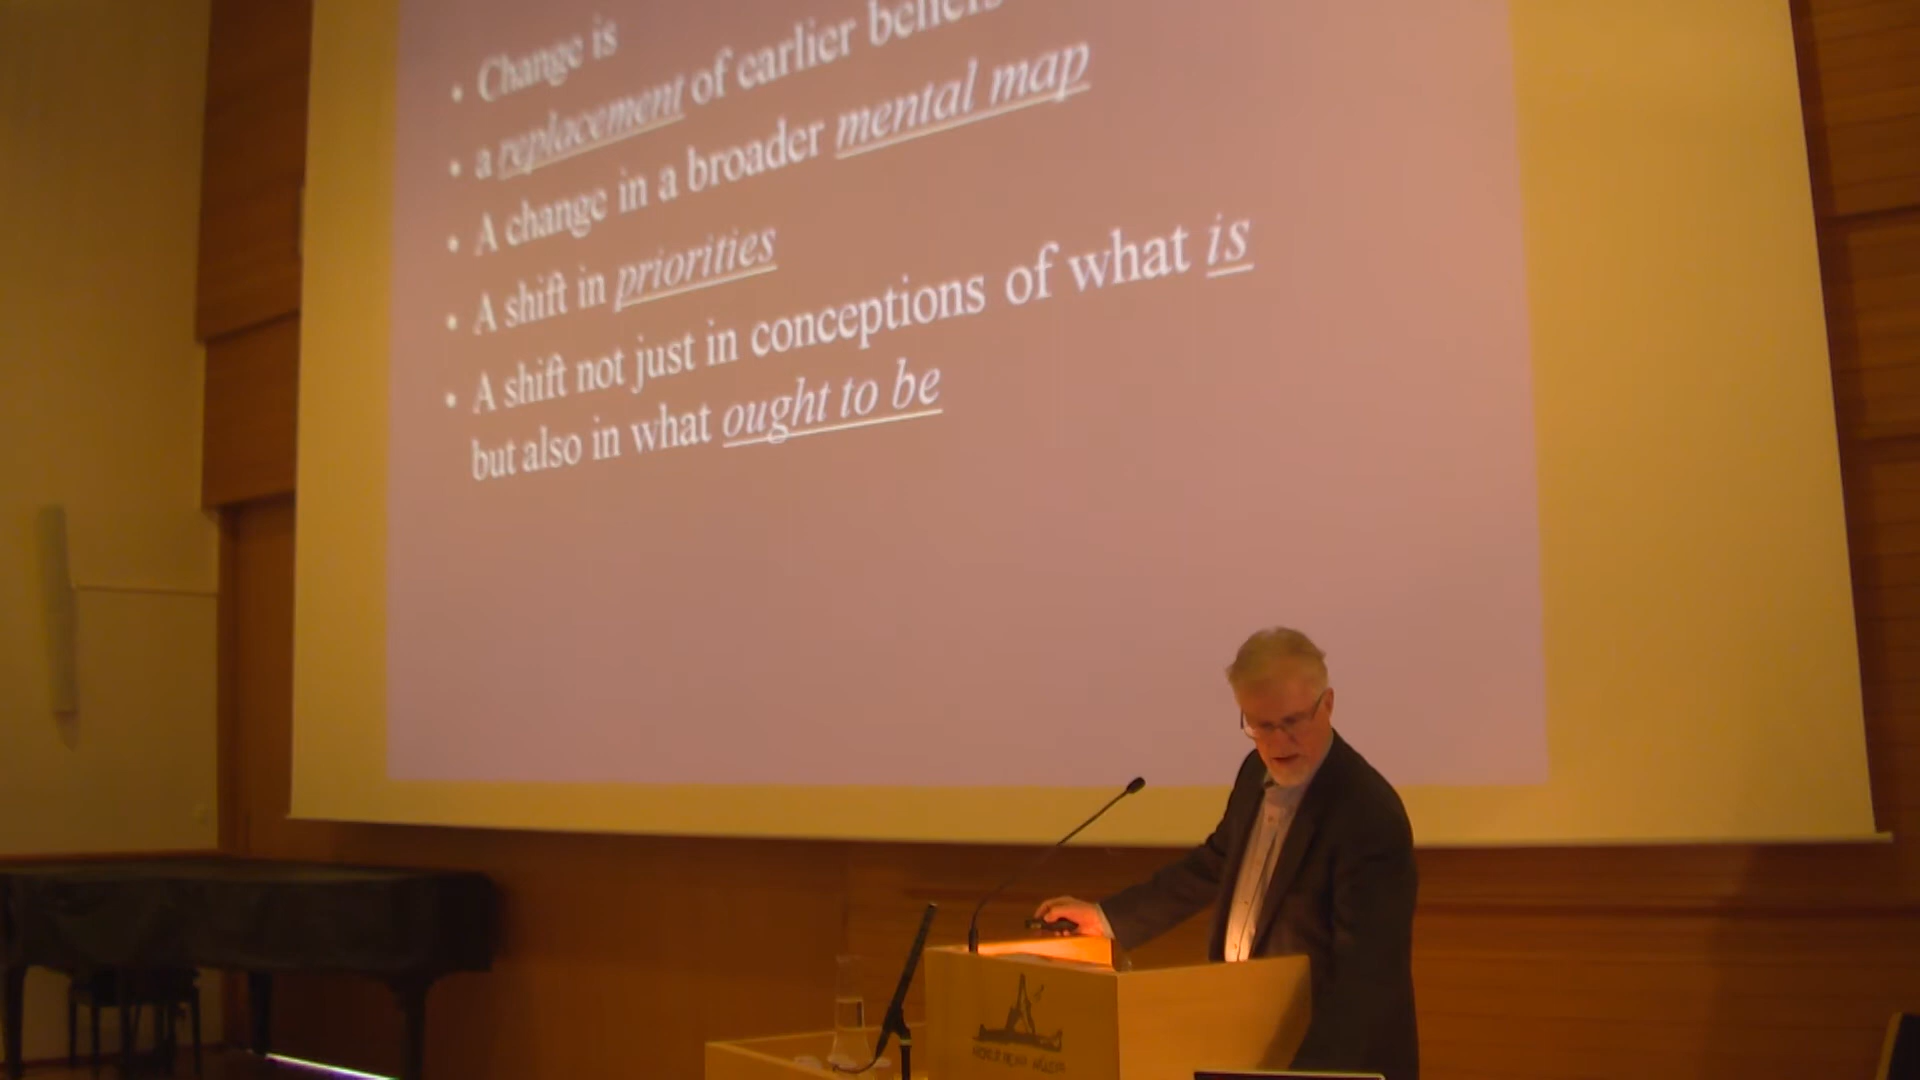 • Change is
• a replacement of earlier beliefs
• A change in a broader mental map
• A shift in priorities
• A shift not just in conceptions of what is
but also in what ought to be